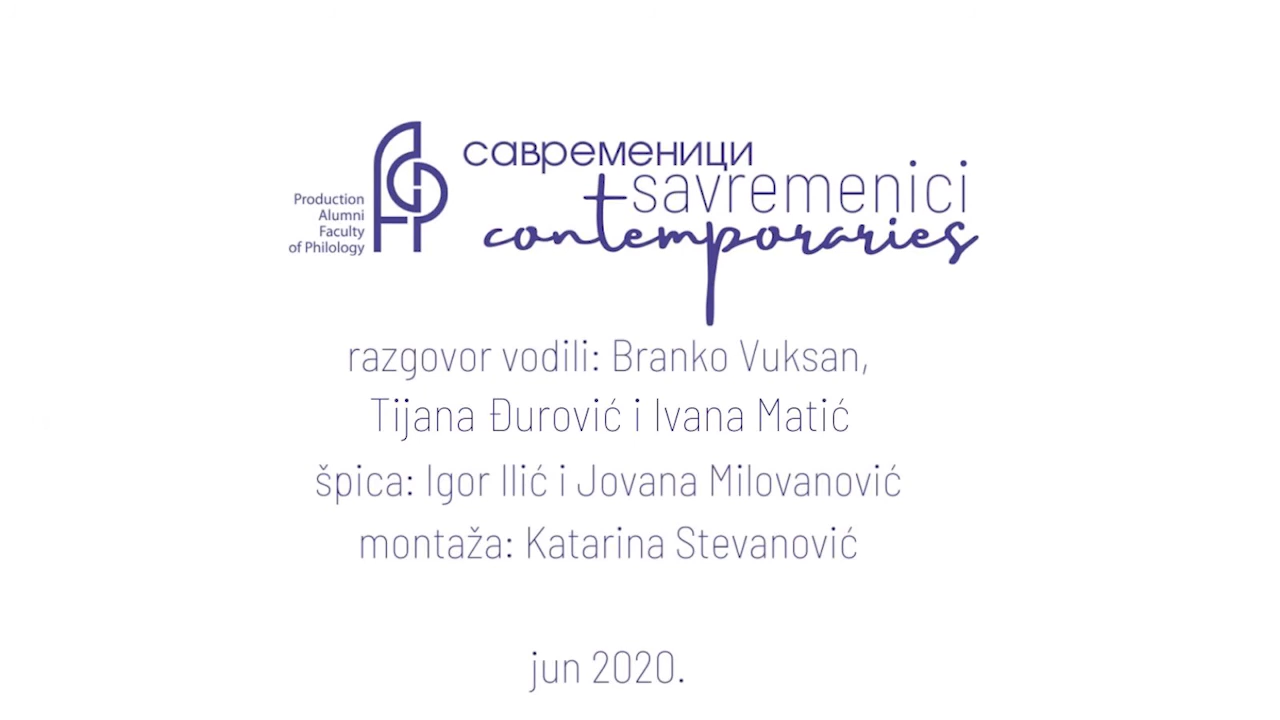 Production
Alumni
Faculty
of Philology
савременици
savremenici
contemporaries
razgovor vodili: Branko Vuksan,
Tijana Đurović i Ivana Matić
špica: Igor Ilić i Jovana Milovanović
montaža: Katarina Stevanović
jun 2020.